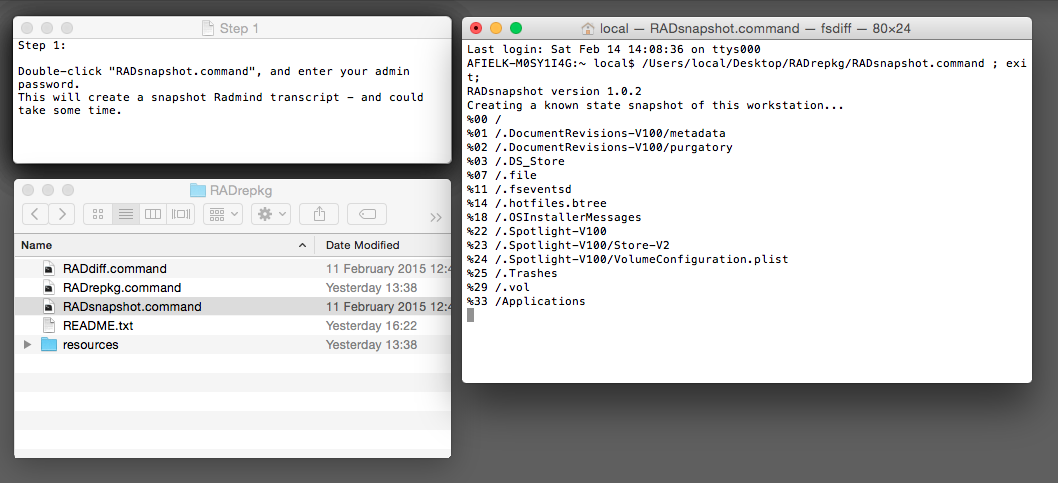 Step 1
Step 1:
Double-click "RADsnapshot.command", and enter your admin
password.
This will create a snapshot Radmind transcript - and could
take some time.
RADrepkg
Name
Date Modified
RADdiff.command
11 February 2015 12:4
RADrepkg.command
Yesterday 13:38
RADsnapshot.command
11 February 2015 12:4
README.txt
Yesterday 16:22
resources
Yesterday 13:38
local — RADsnapshot.command — fsdiff — 80×24
Last login: Sat Feb 14 14:08:36 on ttys000
AFIELK-M0SY1I4G:~ local$ /Users/local/Desktop/RADrepkg/RADsnapshot.command ; exi
t;
RADsnapshot version 1.0.2
Creating a known state snapshot of this workstation...
%00 /
%01 /.DocumentRevisions-V100/metadata
%02 /.DocumentRevisions-V100/purgatory
%03 /.DS_Store
%07 /.file
%11 /.fseventsd
%14 /.hotfiles.btree
%18 /.OSInstallerMessages
%22 /.Spotlight-V100
%23 /.Spotlight-V100/Store-V2
%24 /.Spotlight-V100/VolumeConfiguration.plist
%25 /.Trashes
%29 /.vol
%33 /Applications